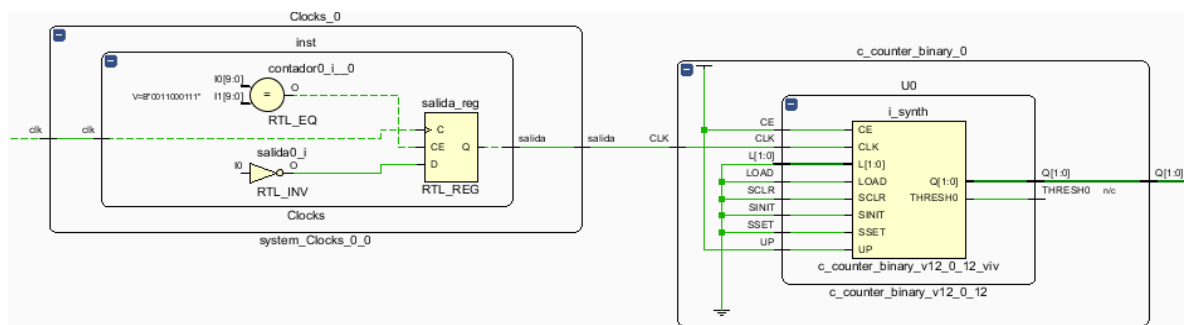 Clocks_0
inst
contador0_i__0
I0[9:0]
I1[9:0]
V=B"0011000111"
=
O
RTL_EQ
clk
clk
salida_reg
C
CE
D
Q
RTL_REG
salida0_i
I0
O
RTL_INV
Clocks
system_Clocks_0_0
salida
salida
CLK
c_counter_binary_0
U0
i_synth
CE
CLK
L[1:0]
LOAD
SCLR
SINIT
SSET
UP
CE
CLK
L[1:0]
LOAD
SCLR
SINIT
SSET
UP
Q[1:0]
THRESH0
Q[1:0]
THRESH0
n/c
Q[1:0]
c_counter_binary_v12_0_12_viv
c_counter_binary_v12_0_12